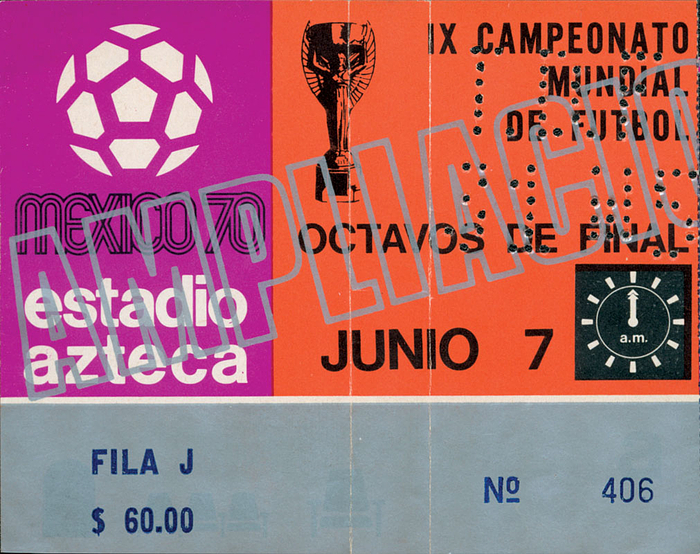 IX CAMPEONATO
MUNDIAL
DE FUTBOL
MEXICO 70
AMPLIACIO
OCTAVOS DE FINAL
estadio
azteca
JUNIO 7
a.m.
FILA J
$ 60.00
Nº 406